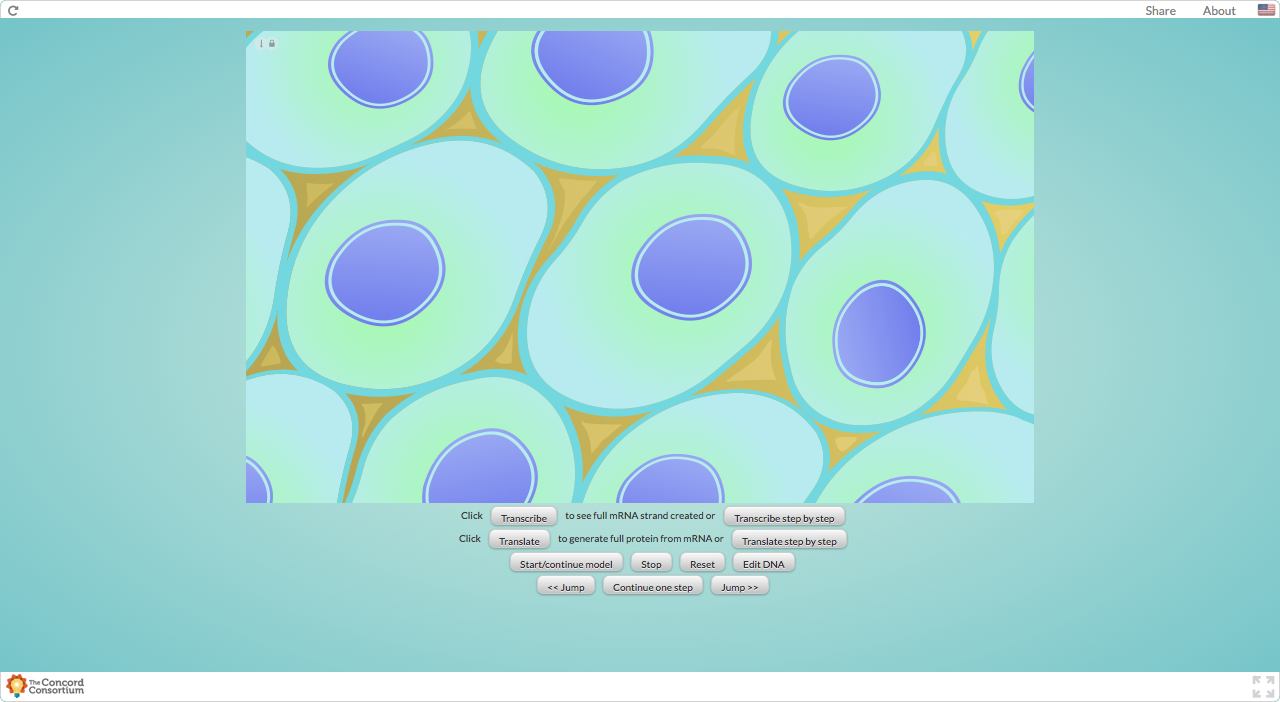 Share About
Click Transcribe to see full mRNA strand created or Transcribe step by step
Click Translate to generate full protein from mRNA or Translate step by step
Start/continue model Stop Reset Edit DNA
<< Jump Continue one step Jump >>
The Concord
Consortium